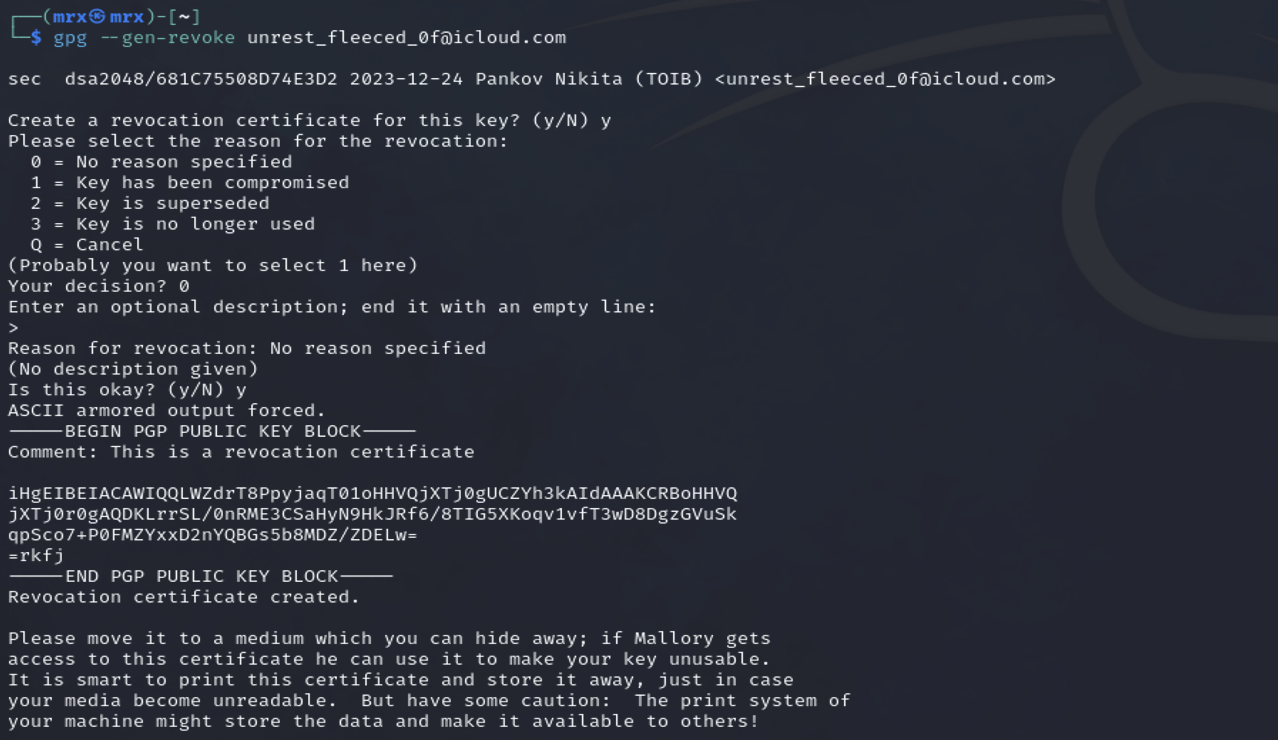 ┌──(mrx㉿mrx)-[~]
└─$ gpg --gen-revoke unrest_fleeced_0f@icloud.com

sec  dsa2048/681C75508D74E3D2 2023-12-24 Pankov Nikita (TOIB) <unrest_fleeced_0f@icloud.com>

Create a revocation certificate for this key? (y/N) y
Please select the reason for the revocation:
  0 = No reason specified
  1 = Key has been compromised
  2 = Key is superseded
  3 = Key is no longer used
  Q = Cancel
(Probably you want to select 1 here)
Your decision? 0
Enter an optional description; end it with an empty line:
>
Reason for revocation: No reason specified
(No description given)
Is this okay? (y/N) y
ASCII armored output forced.
-----BEGIN PGP PUBLIC KEY BLOCK-----
Comment: This is a revocation certificate

iHgEIBEIACAWIQQLWZdrT8PpyjaqT01oHHVQjXTj0gUCZYh3kAIdAAAKCRBoHHVQ
jXTj0r0gAQDKLrrSL/0nRME3CSaHyN9HkJRf6/8TIG5XKoqv1vfT3wD8DgzGVuSk
qpSco7+P0FMZYxxD2nYQBGs5b8MDZ/ZDELw=
=rkfj
-----END PGP PUBLIC KEY BLOCK-----
Revocation certificate created.

Please move it to a medium which you can hide away; if Mallory gets
access to this certificate he can use it to make your key unusable.
It is smart to print this certificate and store it away, just in case
your media become unreadable.  But have some caution:  The print system of
your machine might store the data and make it available to others!